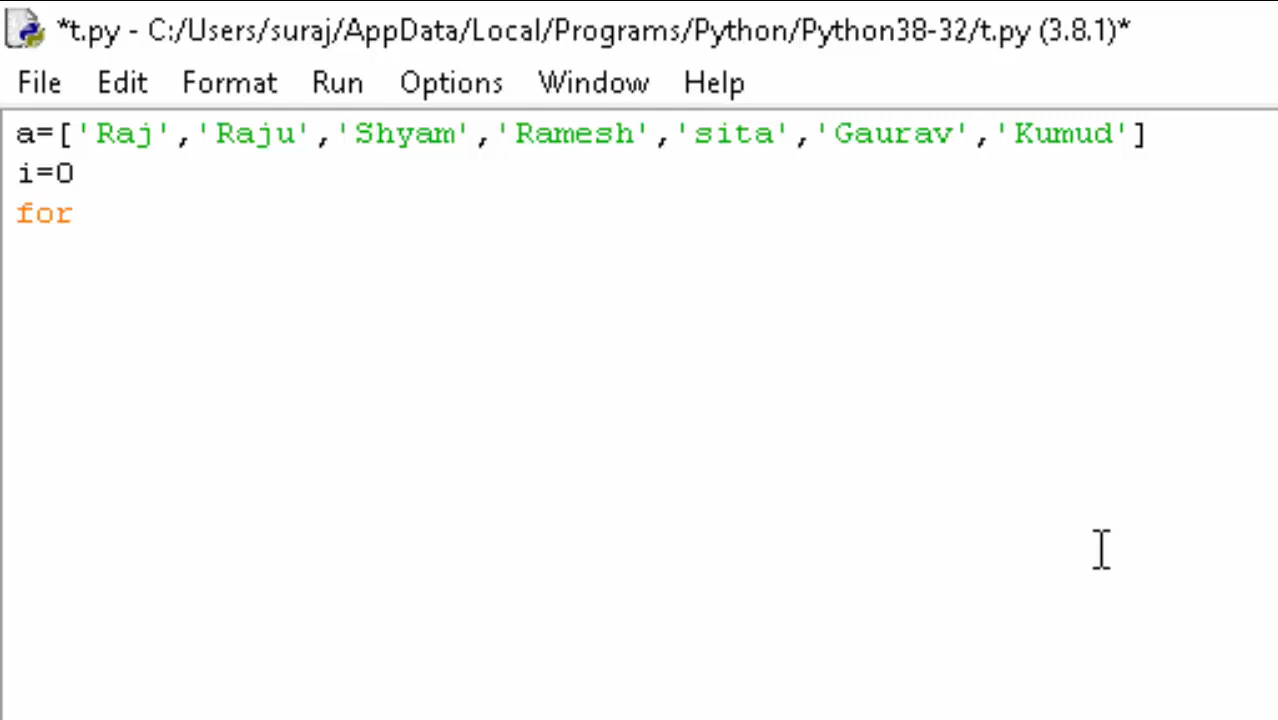 *t.py - C:/Users/suraj/AppData/Local/Programs/Python/Python38-32/t.py (3.8.1)*
File Edit Format Run Options Window Help
a=['Raj','Raju','Shyam','Ramesh','sita','Gaurav','Kumud']
i=0
for